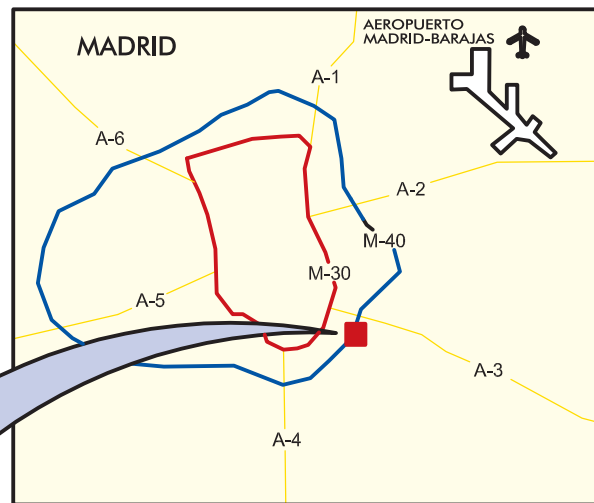 MADRID
AEROPUERTO
MADRID-BARAJAS
A-1
A-6
A-2
M-40
M-30
A-5
A-3
A-4